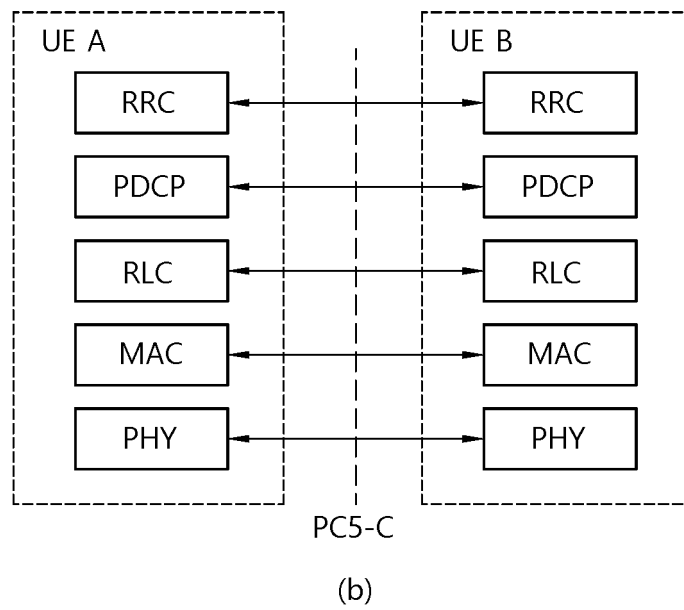 UE A UE B
RRC RRC
PDCP PDCP
RLC RLC
MAC MAC
PHY PHY
PC5-C
(b)